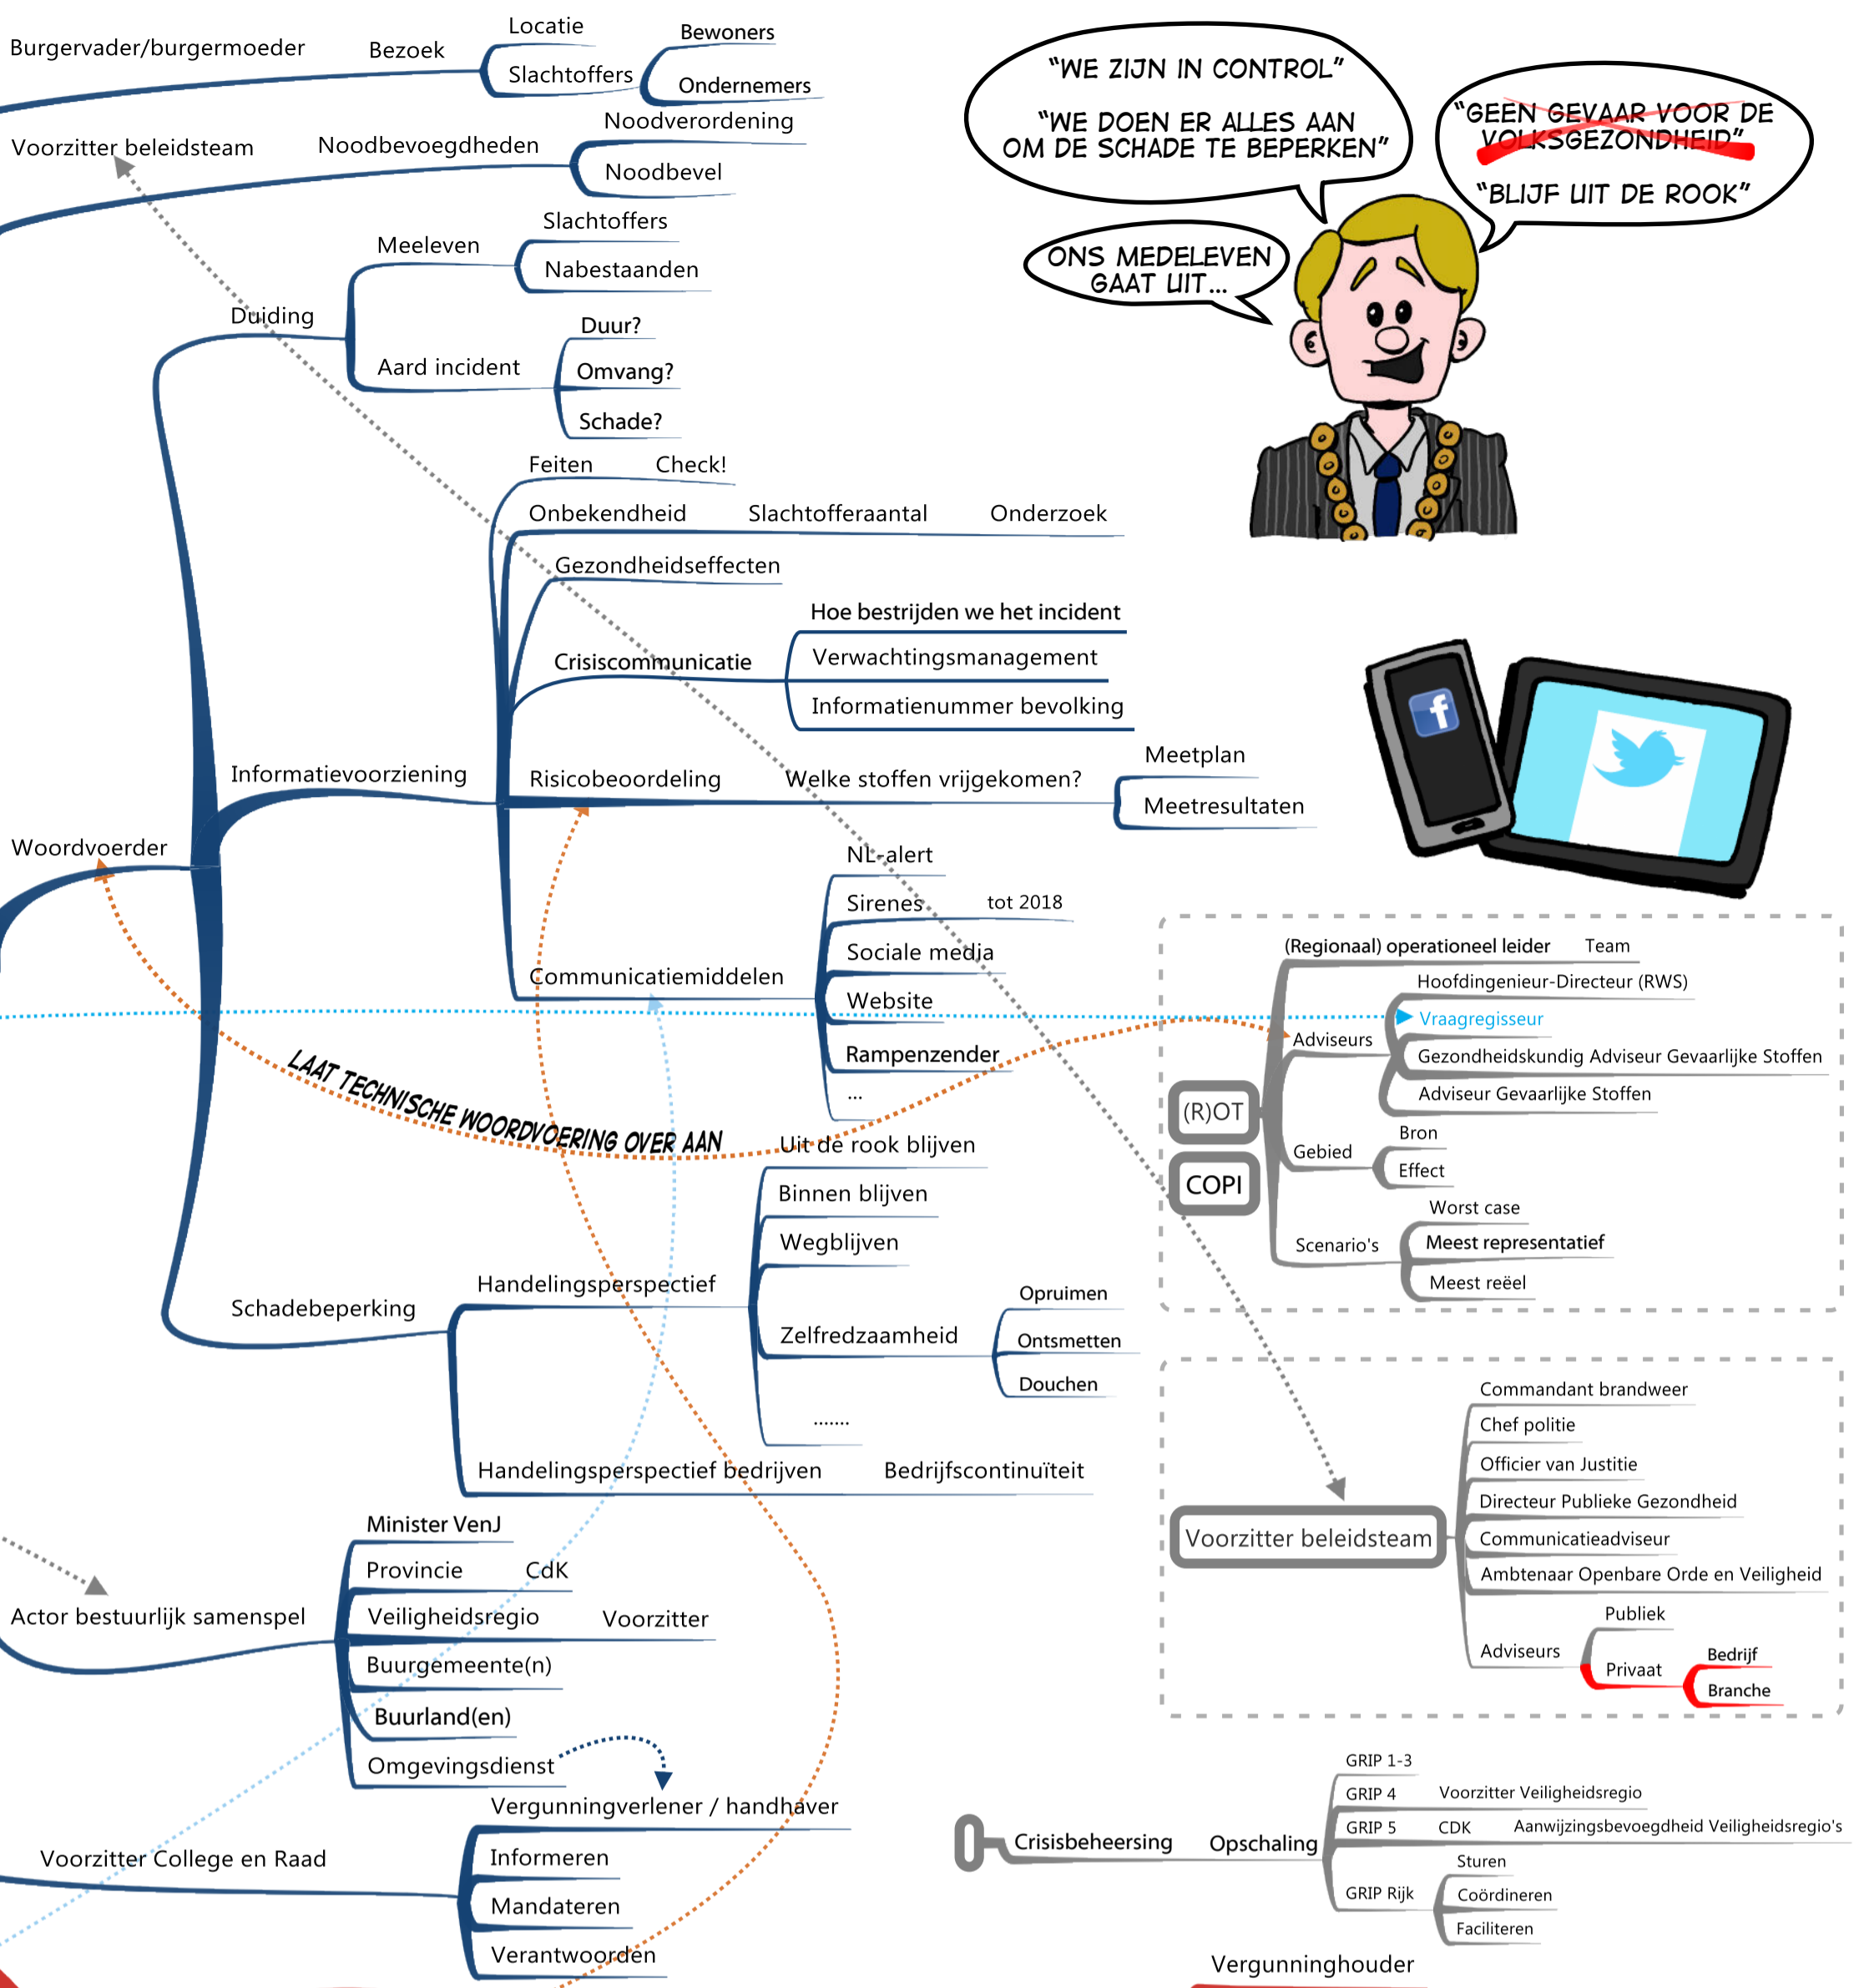 Burgervader/burgermoeder
Bezoek
Locatie
Slachtoffers
Bewoners
Ondernemers
Voorzitter beleidsteam
Noodbevoegdheden
Noodverordening
Noodbevel
"WE ZIJN IN CONTROL"
"WE DOEN ER ALLES AAN
OM DE SCHADE TE BEPERKEN"
"GEEN GEVAAR VOOR DE
VOLKSGEZONDHEID"
"BLIJF UIT DE ROOK"
ONS MEDELEVEN
GAAT UIT...
Woordvoerder
Duiding
Meeleven
Slachtoffers
Nabestaanden
Aard incident
Duur?
Omvang?
Schade?
Informatievoorziening
Feiten
Check!
Onbekendheid
Slachtofferaantal
Onderzoek
Gezondheidseffecten
Crisiscommunicatie
Hoe bestrijden we het incident
Verwachtingsmanagement
Informatienummer bevolking
Risicobeoordeling
Welke stoffen vrijgekomen?
Meetplan
Meetresultaten
Communicatiemiddelen
NL-alert
Sirenes
tot 2018
Sociale media
Website
Rampenzender
...
LAAT TECHNISCHE WOORDVOERING OVER AAN
Schadebeperking
Handelingsperspectief
Uit de rook blijven
Binnen blijven
Wegblijven
Zelfredzaamheid
Opruimen
Ontsmetten
Douchen
.......
Handelingsperspectief bedrijven
Bedrijfscontinuïteit
f
(R)OT
COPI
(Regionaal) operationeel leider
Team
Adviseurs
Hoofdingenieur-Directeur (RWS)
Vraagregisseur
Gezondheidskundig Adviseur Gevaarlijke Stoffen
Adviseur Gevaarlijke Stoffen
Gebied
Bron
Effect
Scenario's
Worst case
Meest representatief
Meest reëel
Voorzitter beleidsteam
Commandant brandweer
Chef politie
Officier van Justitie
Directeur Publieke Gezondheid
Communicatieadviseur
Ambtenaar Openbare Orde en Veiligheid
Adviseurs
Publiek
Privaat
Bedrijf
Branche
Actor bestuurlijk samenspel
Minister VenJ
Provincie
CdK
Veiligheidsregio
Voorzitter
Buurgemeente(n)
Buurland(en)
Omgevingsdienst
Voorzitter College en Raad
Vergunningverlener / handhaver
Informeren
Mandateren
Verantwoorden
Crisisbeheersing
Opschaling
GRIP 1-3
GRIP 4
Voorzitter Veiligheidsregio
GRIP 5
CDK
Aanwijzingsbevoegdheid Veiligheidsregio's
GRIP Rijk
Sturen
Coördineren
Faciliteren
Vergunninghouder